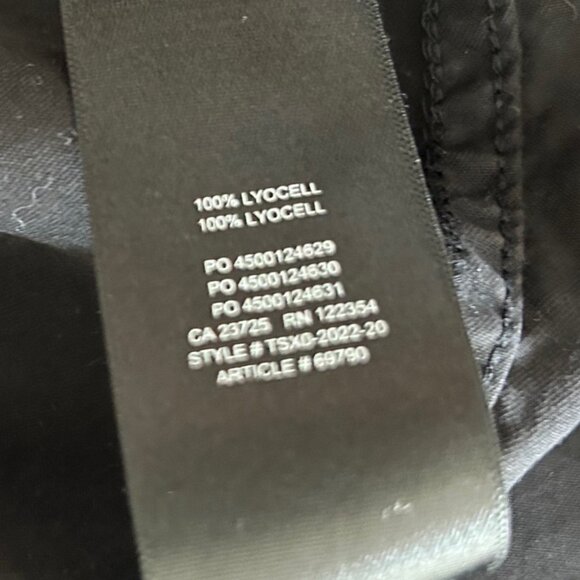 100% LYOCELL
100% LYOCELL
PO 4500124629
PO 4500124630
PO 4500124631
CA 23725 RN 122354
STYLE # TSXD-2022-20
ARTICLE # 69790